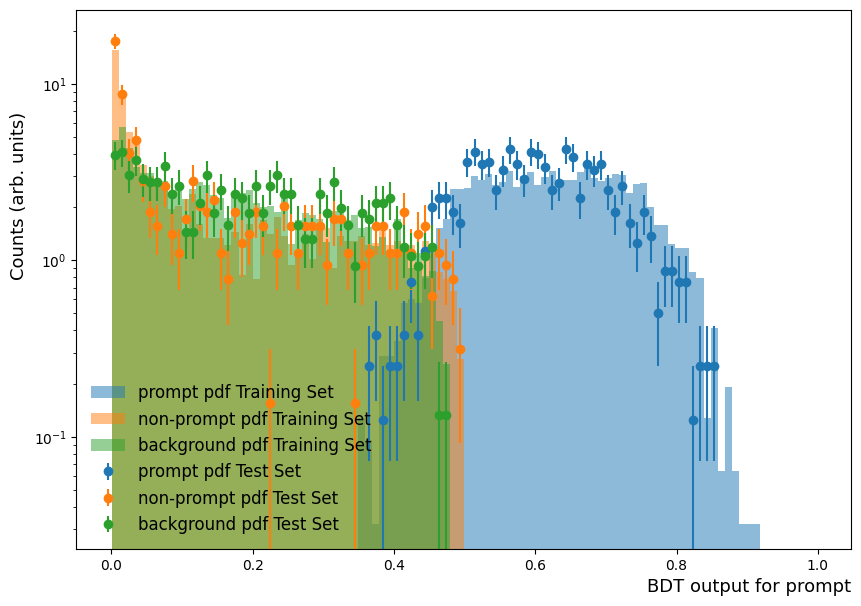 Counts (arb. units)
10¹
10⁰
10⁻¹
prompt pdf Training Set
non-prompt pdf Training Set
background pdf Training Set
prompt pdf Test Set
non-prompt pdf Test Set
background pdf Test Set
0.0 0.2 0.4 0.6 0.8 1.0
BDT output for prompt